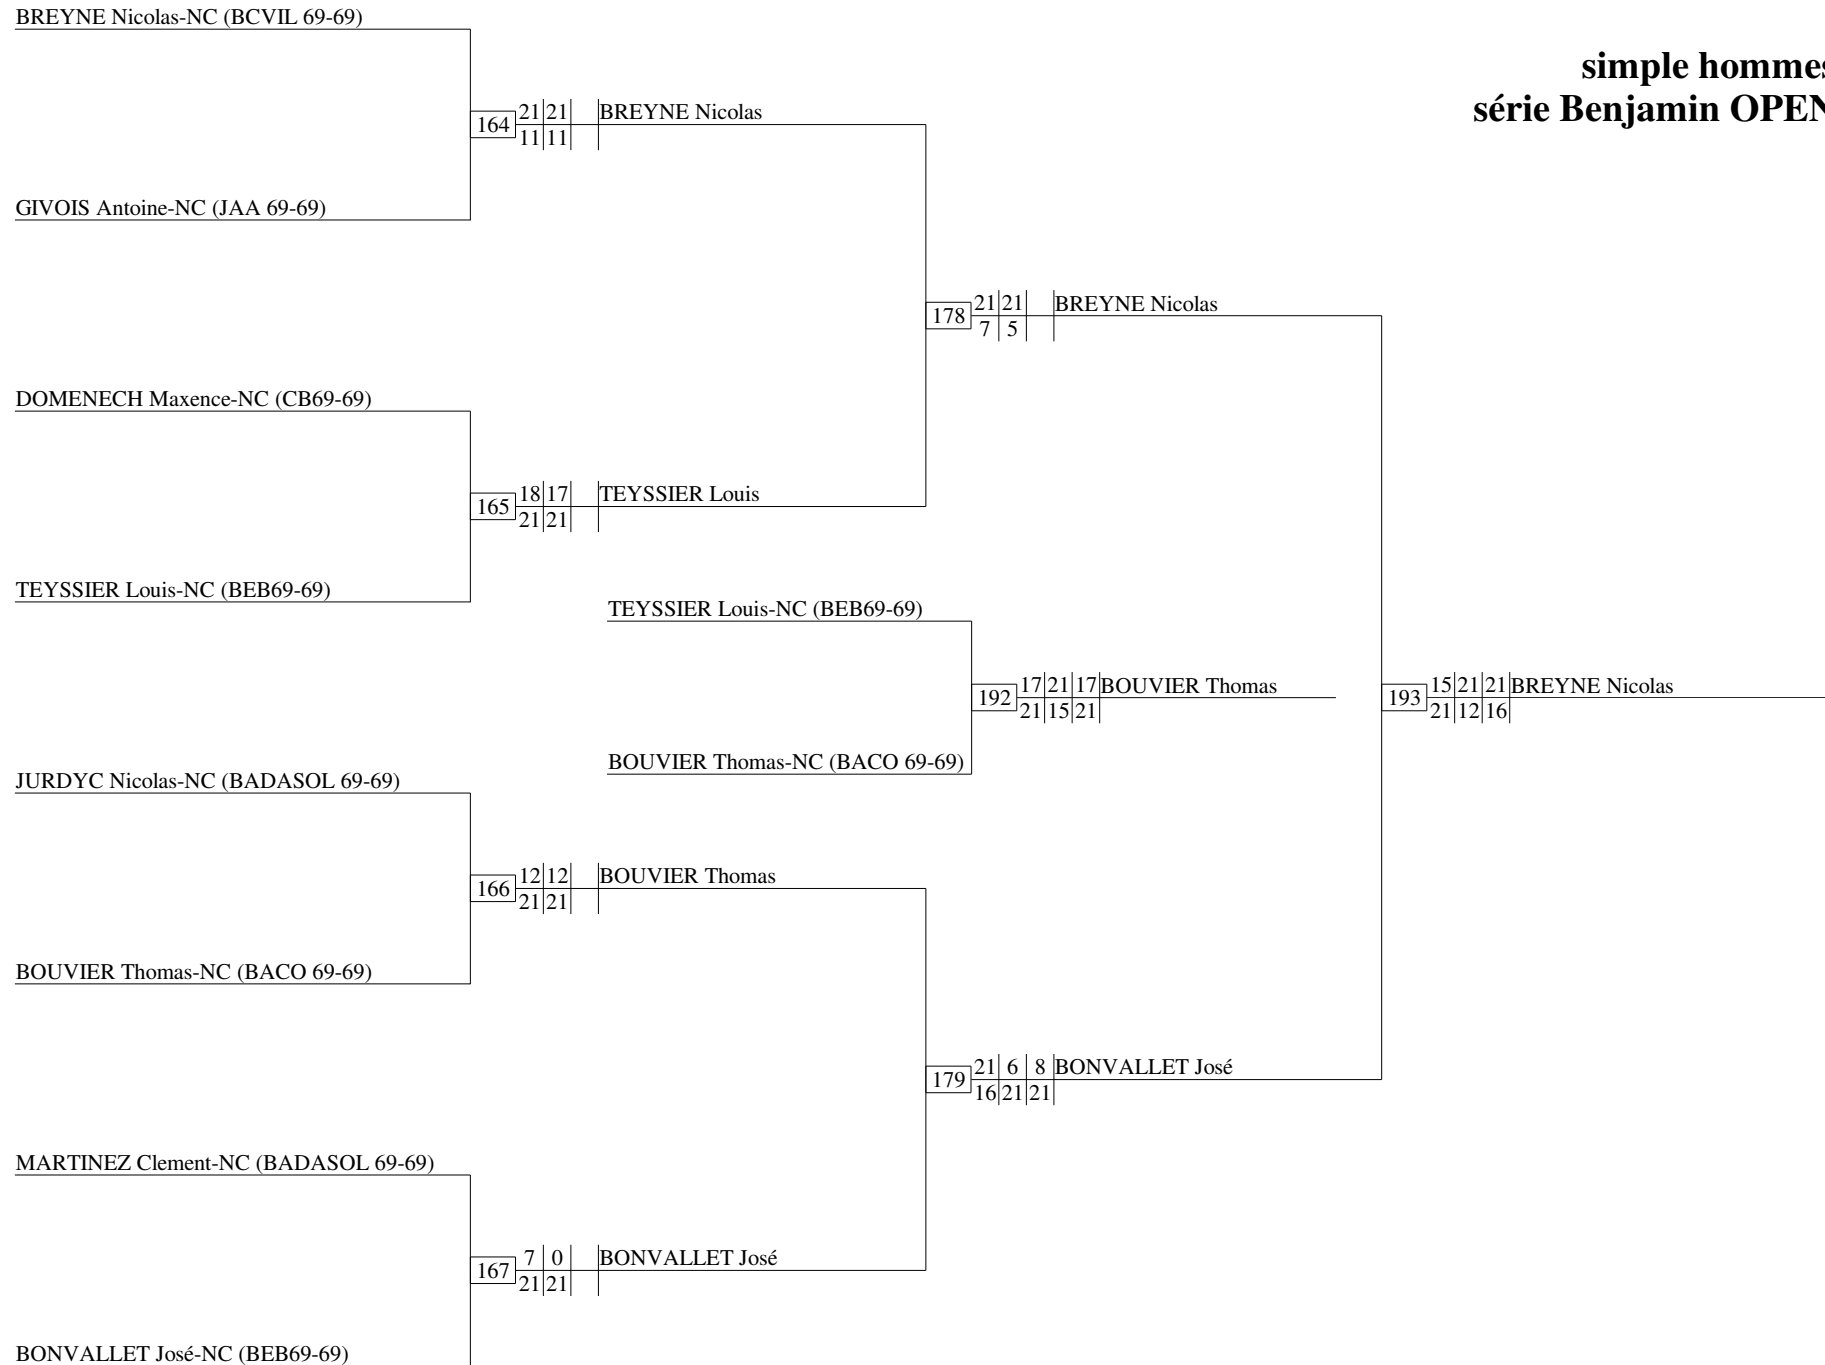 BREYNE Nicolas-NC (BCVIL 69-69)
simple hommes
série Benjamin OPEN
164 21 21 BREYNE Nicolas
11 11
GIVOIS Antoine-NC (JAA 69-69)
178 21 21 BREYNE Nicolas
7 5
DOMENECH Maxence-NC (CB69-69)
165 18 17 TEYSSIER Louis
21 21
TEYSSIER Louis-NC (BEB69-69)
TEYSSIER Louis-NC (BEB69-69)
192 17 21 17 BOUVIER Thomas
21 15 21
193 15 21 21 BREYNE Nicolas
21 12 16
BOUVIER Thomas-NC (BACO 69-69)
JURDYC Nicolas-NC (BADASOL 69-69)
166 12 12 BOUVIER Thomas
21 21
BOUVIER Thomas-NC (BACO 69-69)
179 21 6 8 BONVALLET José
16 21 21
MARTINEZ Clement-NC (BADASOL 69-69)
167 7 0 BONVALLET José
21 21
BONVALLET José-NC (BEB69-69)